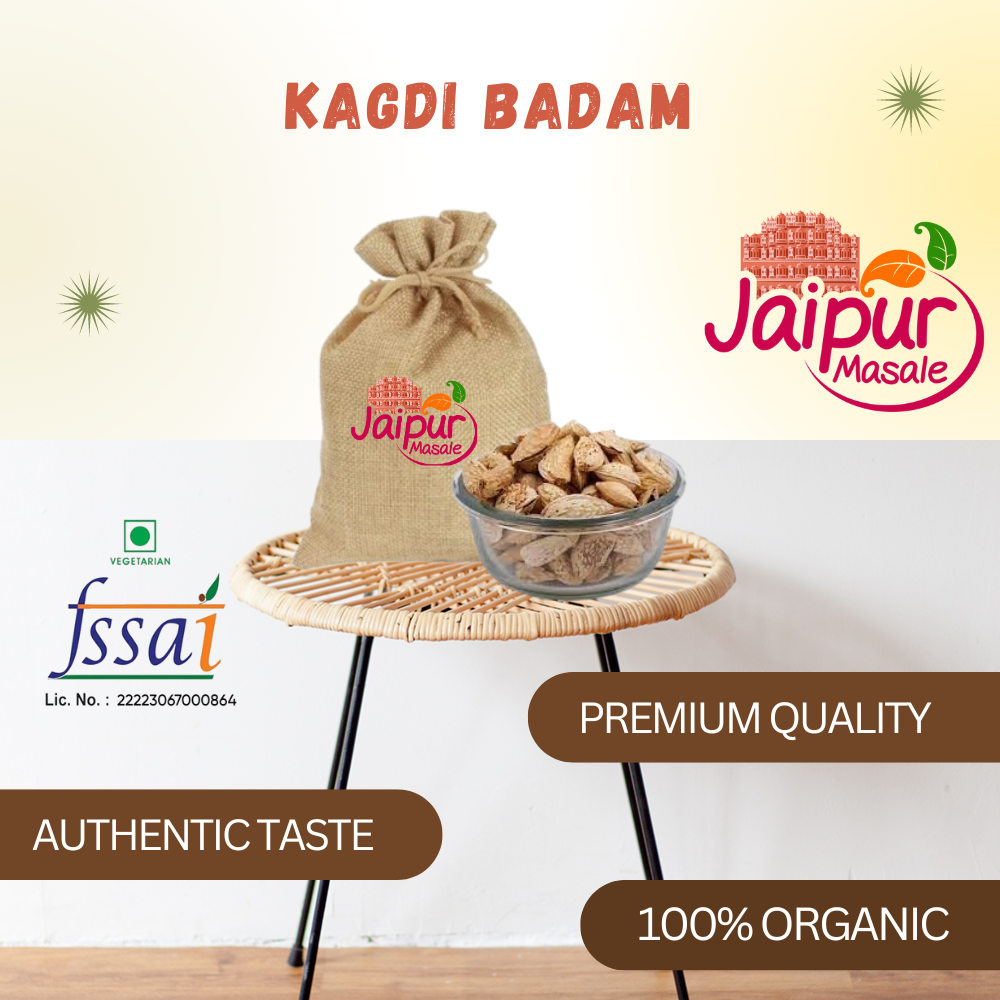 KAGDI BADAM
Jaipur
Masale
Jaipur
Masale
VEGETARIAN
fssai
Lic. No. : 22223067000864
PREMIUM QUALITY
AUTHENTIC TASTE
100% ORGANIC